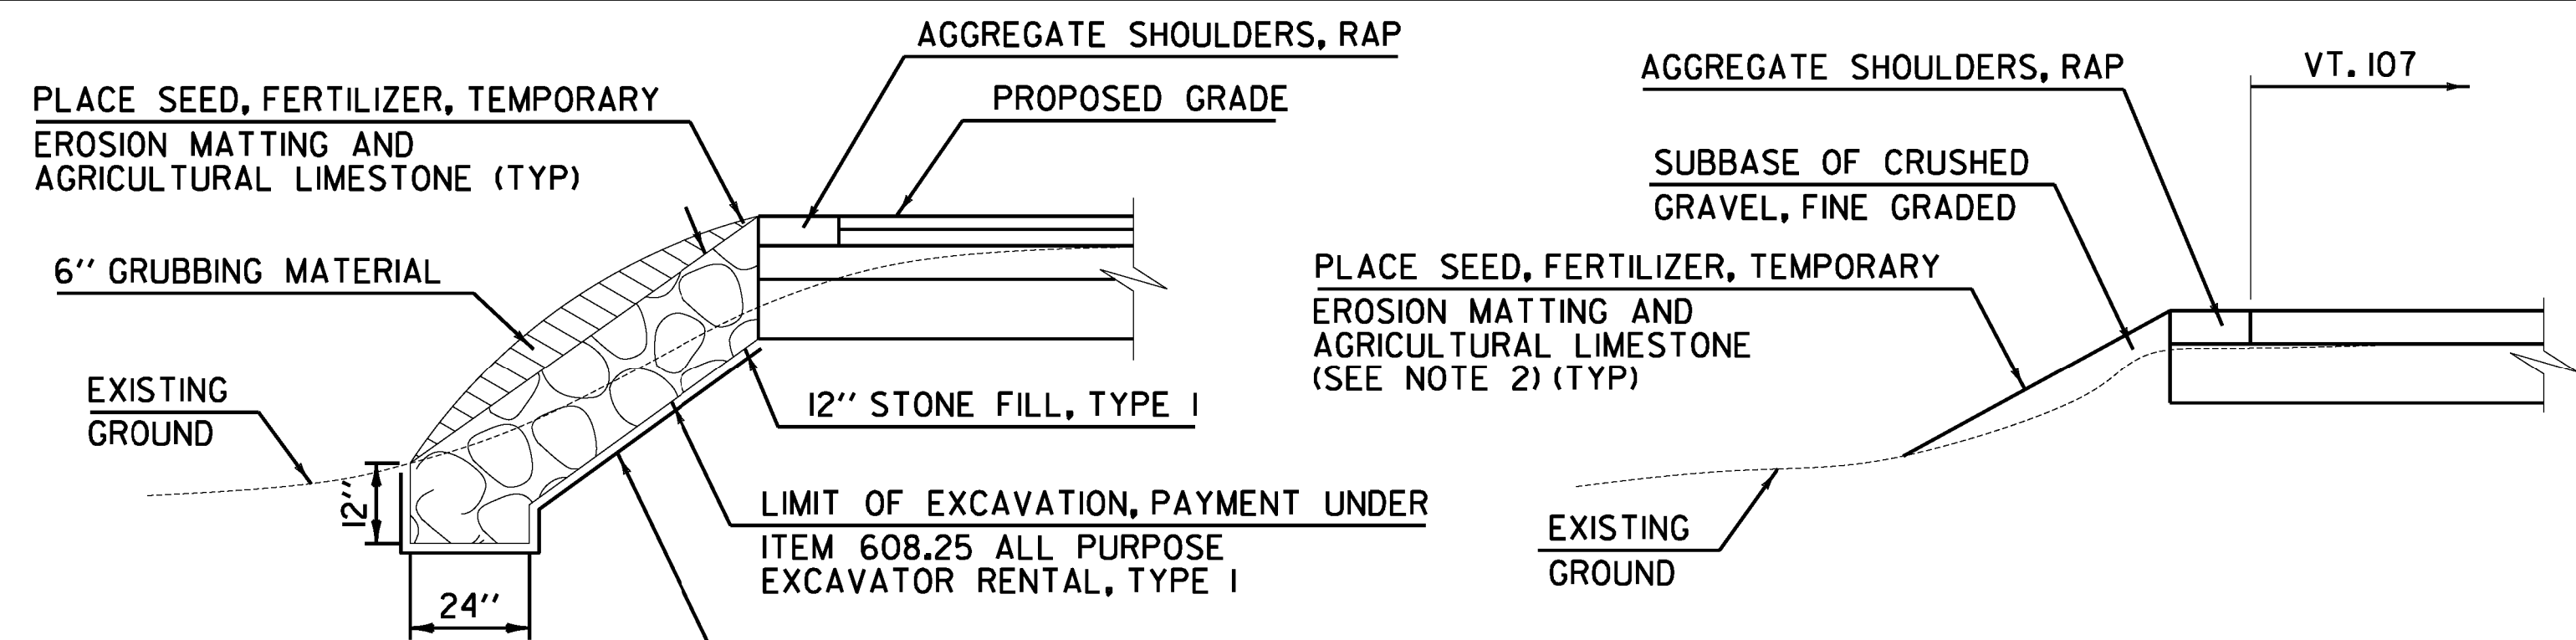 AGGREGATE SHOULDERS, RAP
PROPOSED GRADE
PLACE SEED, FERTILIZER, TEMPORARY
EROSION MATTING AND
AGRICULTURAL LIMESTONE (TYP)
6'' GRUBBING MATERIAL
EXISTING
GROUND
12''
24''
12'' STONE FILL, TYPE I
LIMIT OF EXCAVATION, PAYMENT UNDER
ITEM 608.25 ALL PURPOSE
EXCAVATOR RENTAL, TYPE I
AGGREGATE SHOULDERS, RAP
VT. 107
SUBBASE OF CRUSHED
GRAVEL, FINE GRADED
PLACE SEED, FERTILIZER, TEMPORARY
EROSION MATTING AND
AGRICULTURAL LIMESTONE
(SEE NOTE 2) (TYP)
EXISTING
GROUND